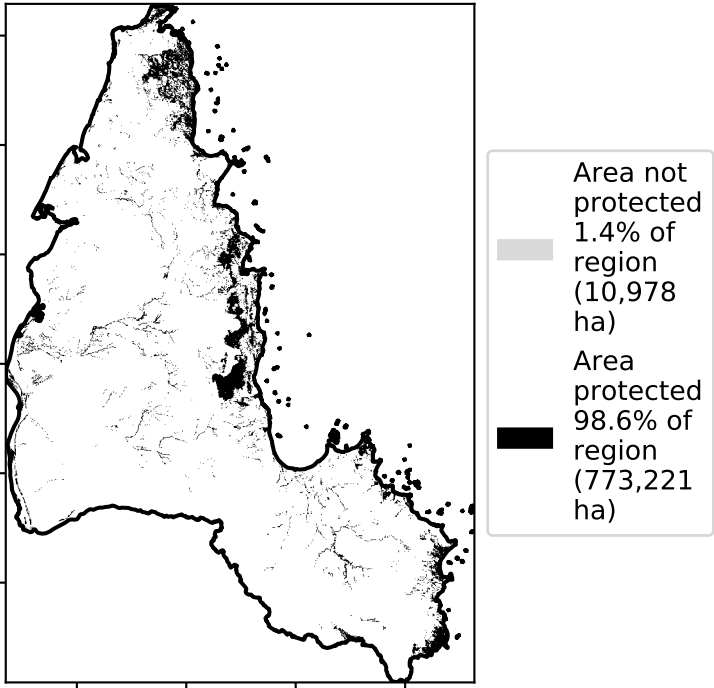 Area not
protected
1.4% of
region
(10,978
ha)
Area
protected
98.6% of
region
(773,221
ha)